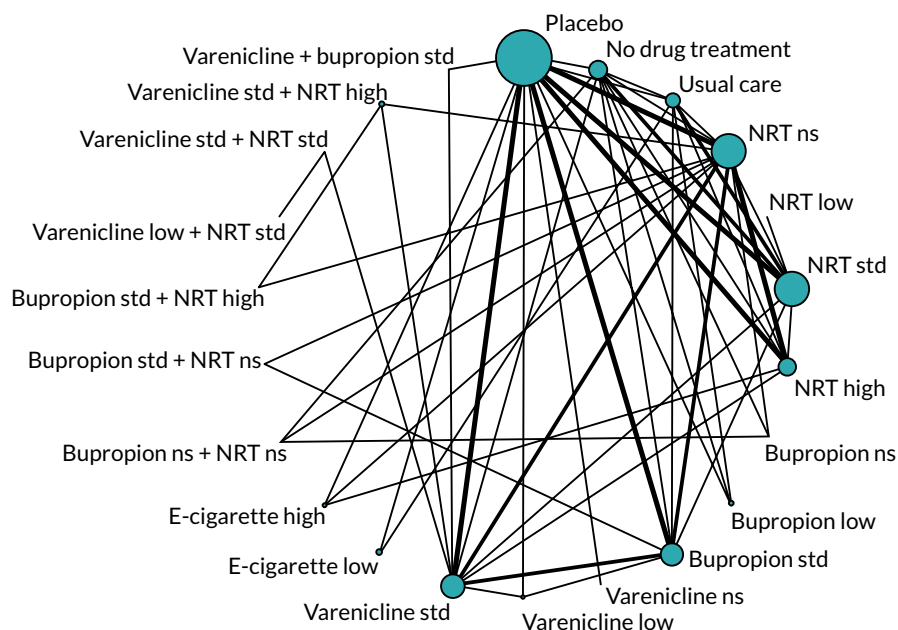 Placebo
No drug treatment
Usual care
NRT ns
NRT low
NRT std
NRT high
Bupropion ns
Bupropion low
Bupropion std
Varenicline ns
Varenicline low
Varenicline std
E-cigarette low
E-cigarette high
Bupropion ns + NRT ns
Bupropion std + NRT ns
Bupropion std + NRT high
Varenicline low + NRT std
Varenicline std + NRT std
Varenicline std + NRT high
Varenicline + bupropion std